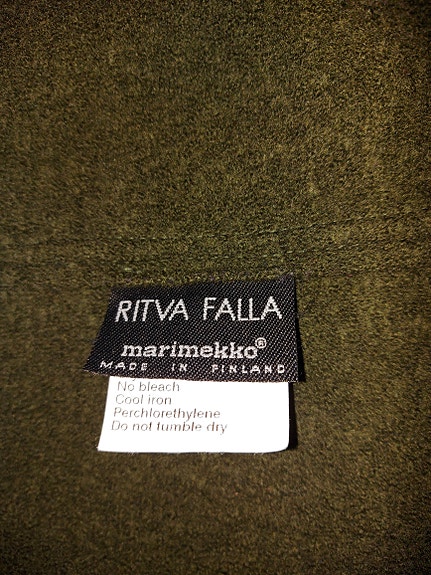 RITVA FALLA
marimekko®
MADE IN FINLAND
No bleach
Cool iron
Perchlorethylene
Do not tumble dry